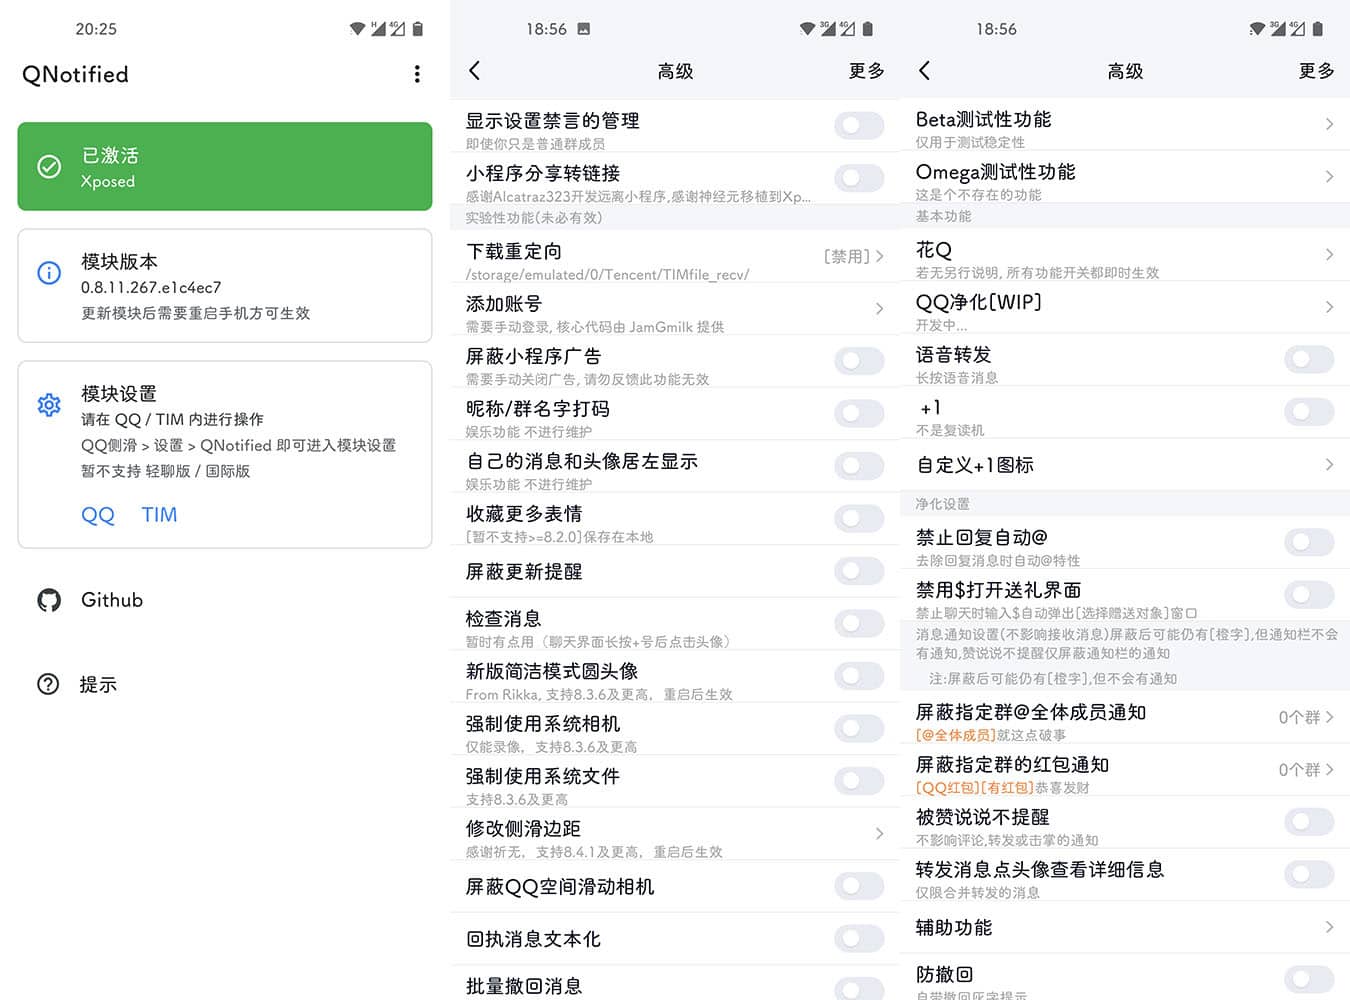 20:25
QNotified
已激活
Xposed
模块版本
0.8.11.267.e1c4ec7
更新模块后需要重启手机方可生效
模块设置
请在 QQ / TIM 内进行操作
QQ侧滑 > 设置 > QNotified 即可进入模块设置
暂不支持 轻聊版 / 国际版
QQ TIM
Github
提示
18:56
高级 更多
显示设置禁言的管理
即使你只是普通群成员
小程序分享转链接
感谢Alcatraz323开发远离小程序,感谢神经元移植到Xp...
实验性功能(未必有效)
下载重定向 [禁用]
/storage/emulated/0/Tencent/TIMfile_recv/
添加账号
需要手动登录, 核心代码由 JamGmilk 提供
屏蔽小程序广告
需要手动关闭广告, 请勿反馈此功能无效
昵称/群名字打码
娱乐功能 不进行维护
自己的消息和头像居左显示
娱乐功能 不进行维护
收藏更多表情
[暂不支持>=8.2.0]保存在本地
屏蔽更新提醒
检查消息
暂时有点用（聊天界面长按+号后点击头像）
新版简洁模式圆头像
From Rikka, 支持8.3.6及更高，重启后生效
强制使用系统相机
仅能录像，支持8.3.6及更高
强制使用系统文件
支持8.3.6及更高
修改侧滑边距
感谢祈无，支持8.4.1及更高，重启后生效
屏蔽QQ空间滑动相机
回执消息文本化
批量撤回消息
18:56
高级 更多
Beta测试性功能
仅用于测试稳定性
Omega测试性功能
这是个不存在的功能
基本功能
花Q
若无另行说明, 所有功能开关都即时生效
QQ净化[WIP]
开发中...
语音转发
长按语音消息
+1
不是复读机
自定义+1图标
净化设置
禁止回复自动@
去除回复消息时自动@特性
禁用$打开送礼界面
禁止聊天时输入$自动弹出[选择赠送对象]窗口
消息通知设置(不影响接收消息)屏蔽后可能仍有[橙字],但通知栏不会
有通知,赞说说不提醒仅屏蔽通知栏的通知
注:屏蔽后可能仍有[橙字],但不会有通知
屏蔽指定群@全体成员通知 0个群
[@全体成员]就这点破事
屏蔽指定群的红包通知 0个群
[QQ红包][有红包]恭喜发财
被赞说说不提醒
不影响评论,转发或击掌的通知
转发消息点头像查看详细信息
仅限合并转发的消息
辅助功能
防撤回
自带撤回灰字提示